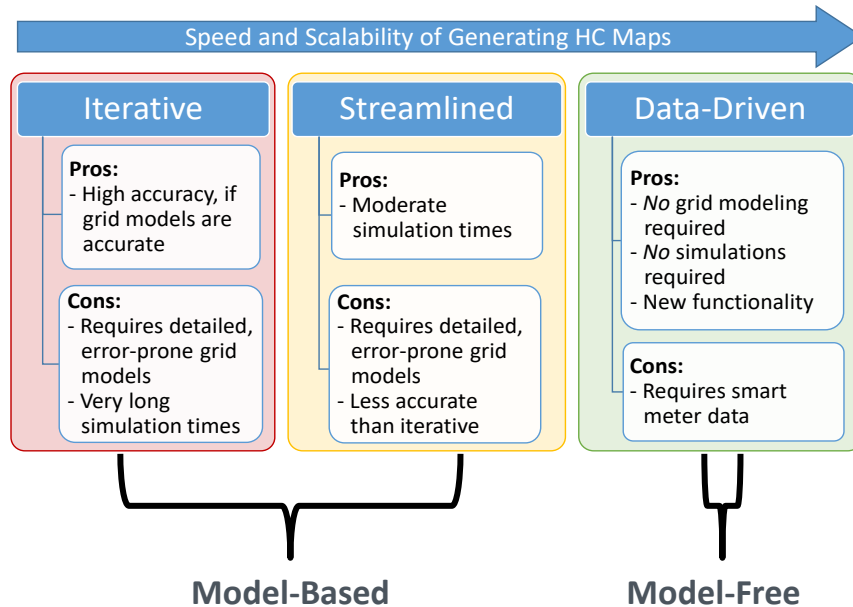 Speed and Scalability of Generating HC Maps
Iterative
Pros:
- High accuracy, if
grid models are
accurate
Cons:
- Requires detailed,
error-prone grid
models
- Very long
simulation times
Streamlined
Pros:
- Moderate
simulation times
Cons:
- Requires detailed,
error-prone grid
models
- Less accurate
than iterative
Data-Driven
Pros:
- No grid modeling
required
- No simulations
required
- New functionality
Cons:
- Requires smart
meter data
Model-Based
Model-Free